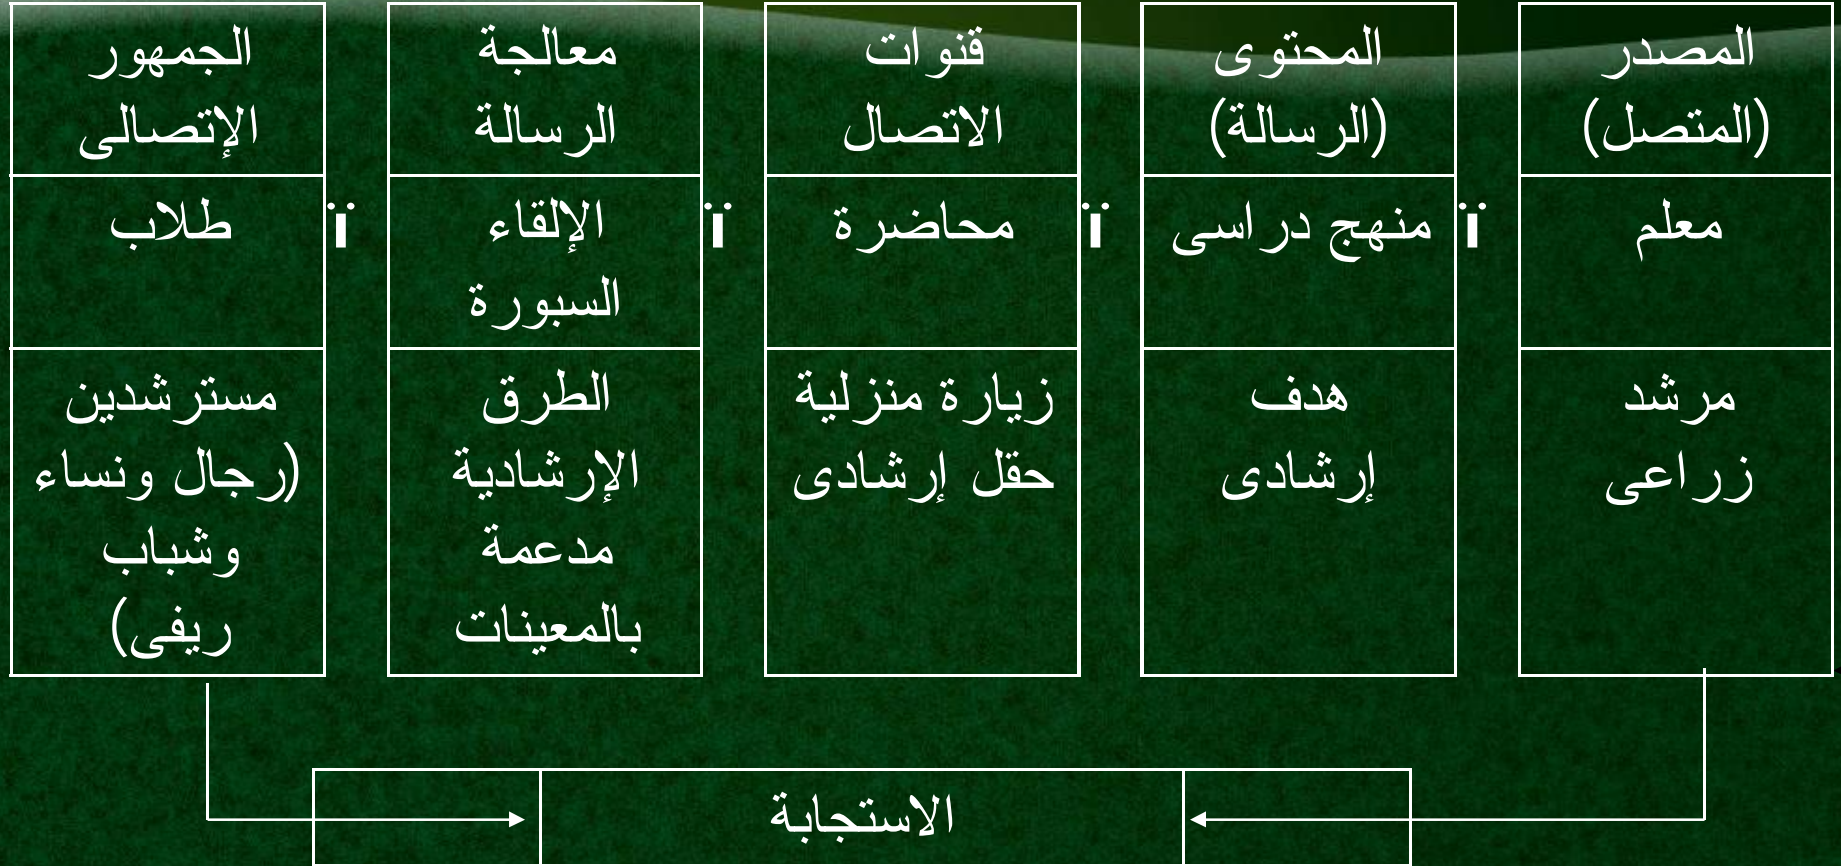 المصدر
(المتصل)
المحتوى
(الرسالة)
قنوات
الاتصال
معالجة
الرسالة
الجمهور
الإتصالى
معلم
ï
منهج دراسى
ï
محاضرة
ï
الإلقاء
السبورة
ï
طلاب
مرشد
زراعى
هدف
إرشادى
زيارة منزلية
حقل إرشادى
الطرق
الإرشادية
مدعمة
بالمعينات
مسترشدين
(رجال ونساء
وشباب
ريفى)
الاستجابة